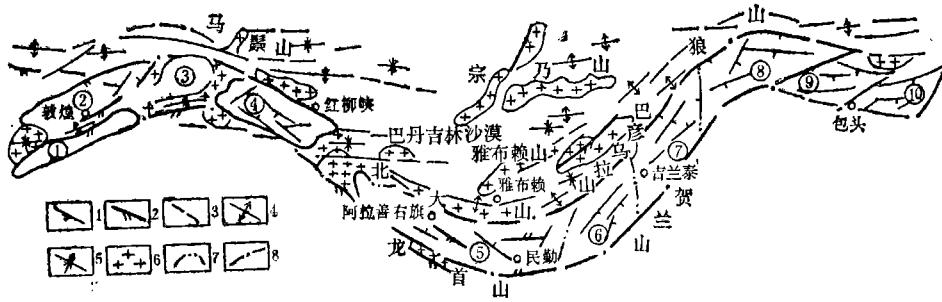 马鬃山
宗乃山
狼山
③
②
敦煌
①
④
红柳峡
⑧
⑨
⑩
包头
巴丹吉林沙漠
巴彦乌拉山
雅布赖山
雅布赖
⑦
吉兰泰
北大山
阿拉善右旗
贺兰山
⑤
⑥
民勤
龙首山
1 2 3 4
5 6 7 8